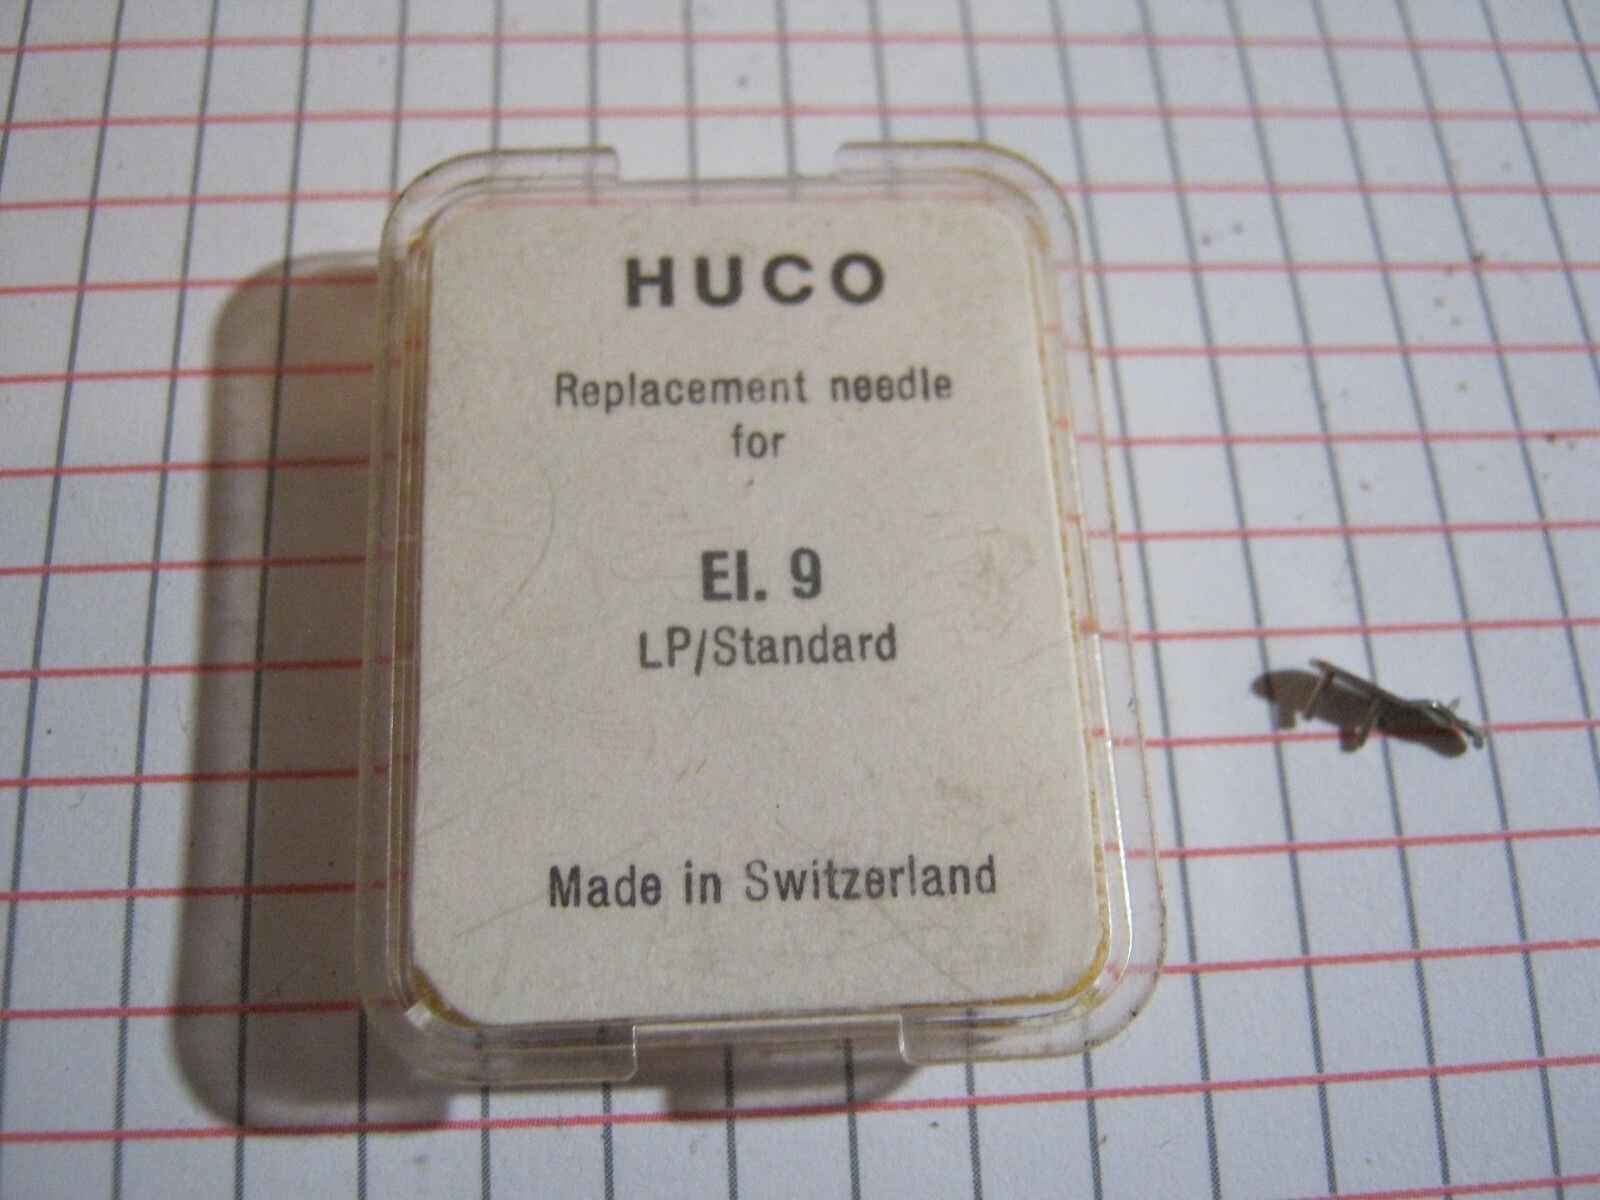 HUCO
Replacement needle
for
El. 9
LP/Standard
Made in Switzerland